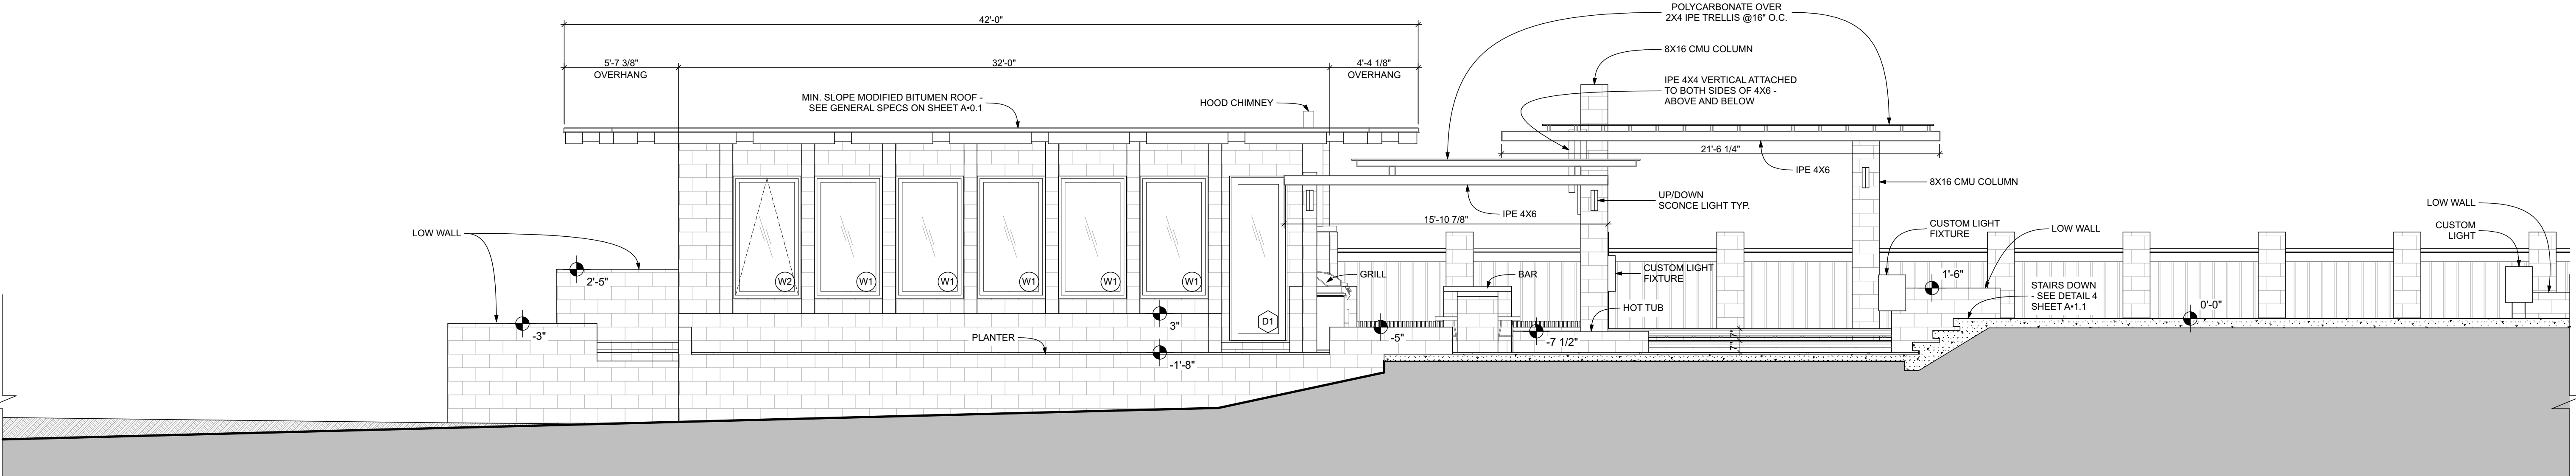 42'-0"
5'-7 3/8"
OVERHANG
32'-0"
4'-4 1/8"
OVERHANG
MIN. SLOPE MODIFIED BITUMEN ROOF -
SEE GENERAL SPECS ON SHEET A•0.1
HOOD CHIMNEY
POLYCARBONATE OVER
2X4 IPE TRELLIS @16" O.C.
8X16 CMU COLUMN
IPE 4X4 VERTICAL ATTACHED
TO BOTH SIDES OF 4X6 -
ABOVE AND BELOW
21'-6 1/4"
IPE 4X6
8X16 CMU COLUMN
UP/DOWN
SCONCE LIGHT TYP.
IPE 4X6
15'-10 7/8"
LOW WALL
2'-5"
-3"
W2
W1
W1
W1
W1
W1
D1
3"
PLANTER
-1'-8"
GRILL
BAR
-5"
-7 1/2"
CUSTOM LIGHT
FIXTURE
HOT TUB
7"
7"
CUSTOM LIGHT
FIXTURE
LOW WALL
1'-6"
STAIRS DOWN
- SEE DETAIL 4
SHEET A•1.1
0'-0"
LOW WALL
CUSTOM
LIGHT